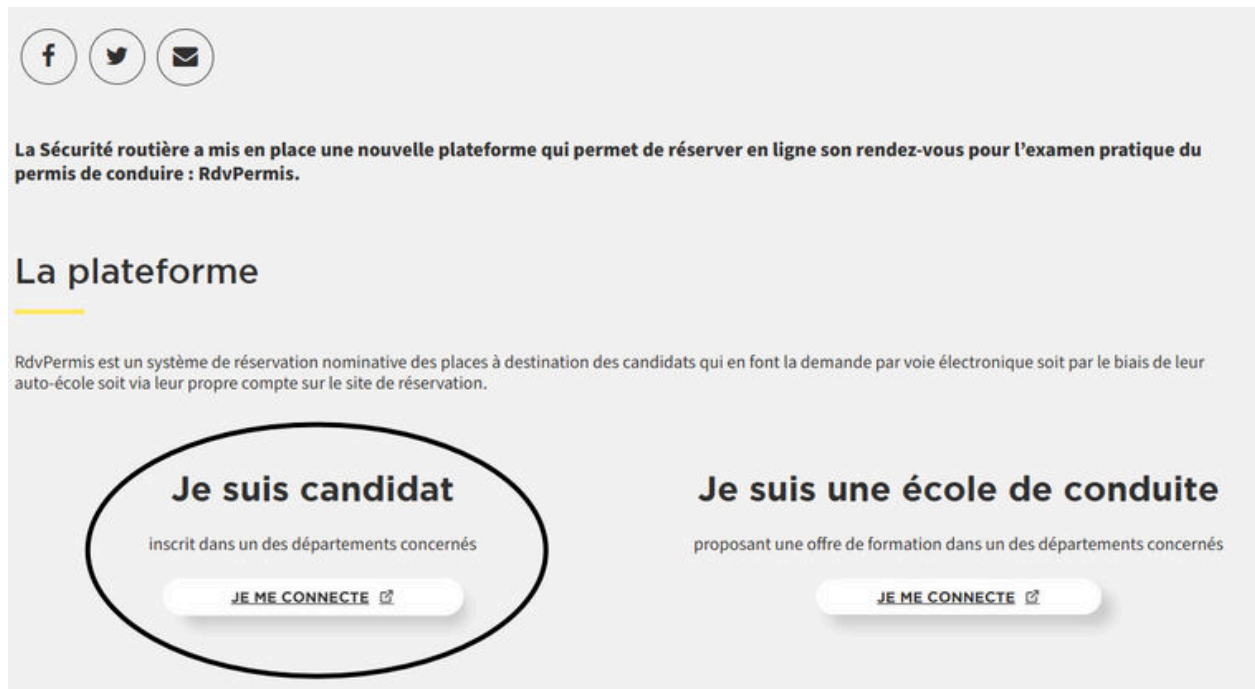 La Sécurité routière a mis en place une nouvelle plateforme qui permet de réserver en ligne son rendez-vous pour l’examen pratique du
permis de conduire : RdvPermis.
La plateforme
RdvPermis est un système de réservation nominative des places à destination des candidats qui en font la demande par voie électronique soit par le biais de leur
auto-école soit via leur propre compte sur le site de réservation.
Je suis candidat
inscrit dans un des départements concernés
JE ME CONNECTE
Je suis une école de conduite
proposant une offre de formation dans un des départements concernés
JE ME CONNECTE